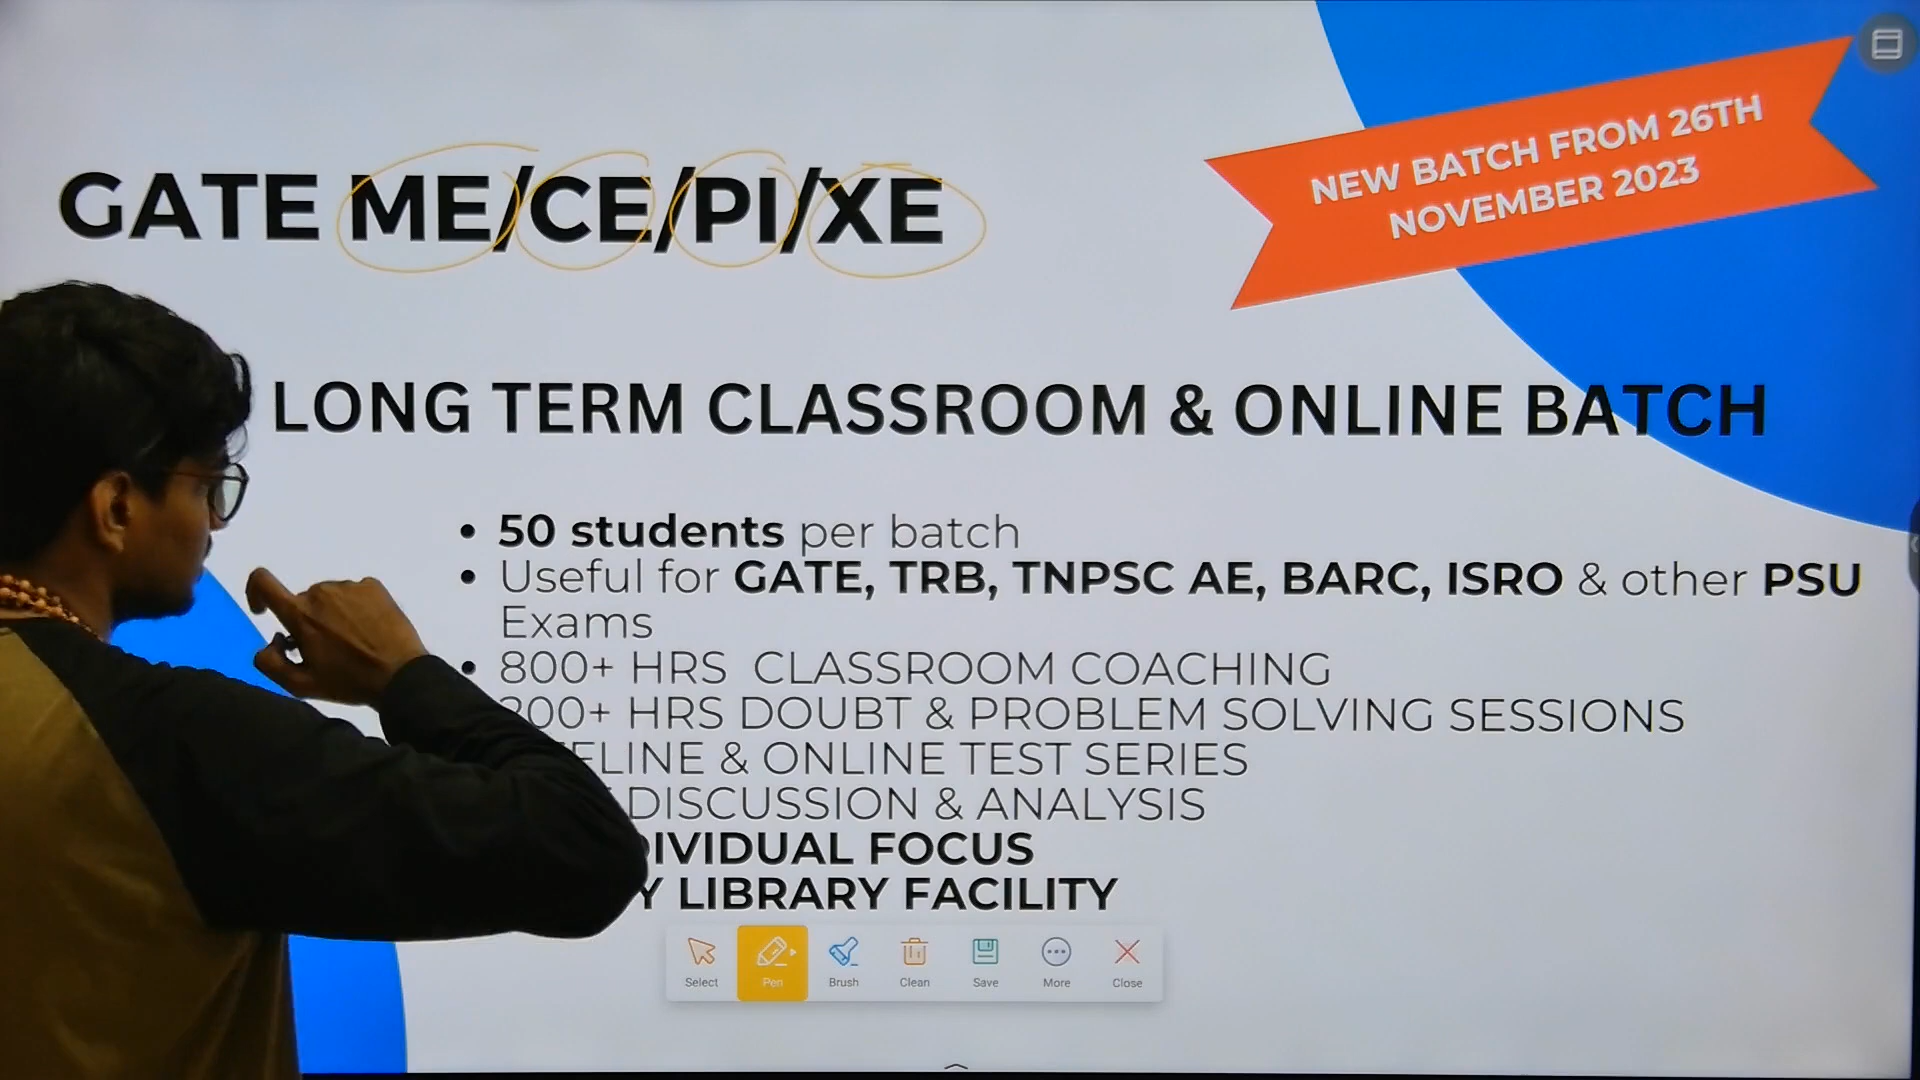 NEW BATCH FROM 26TH
NOVEMBER 2023
GATE ME/CE/PI/XE
LONG TERM CLASSROOM & ONLINE BATCH
• 50 students per batch
• Useful for GATE, TRB, TNPSC AE, BARC, ISRO & other PSU
Exams
• 800+ HRS CLASSROOM COACHING
HRS DOUBT & PROBLEM SOLVING SESSIONS
& ONLINE TEST SERIES
DISCUSSION & ANALYSIS
FOCUS
LIBRARY FACILITY
Select Pen Brush Clean Save More Close